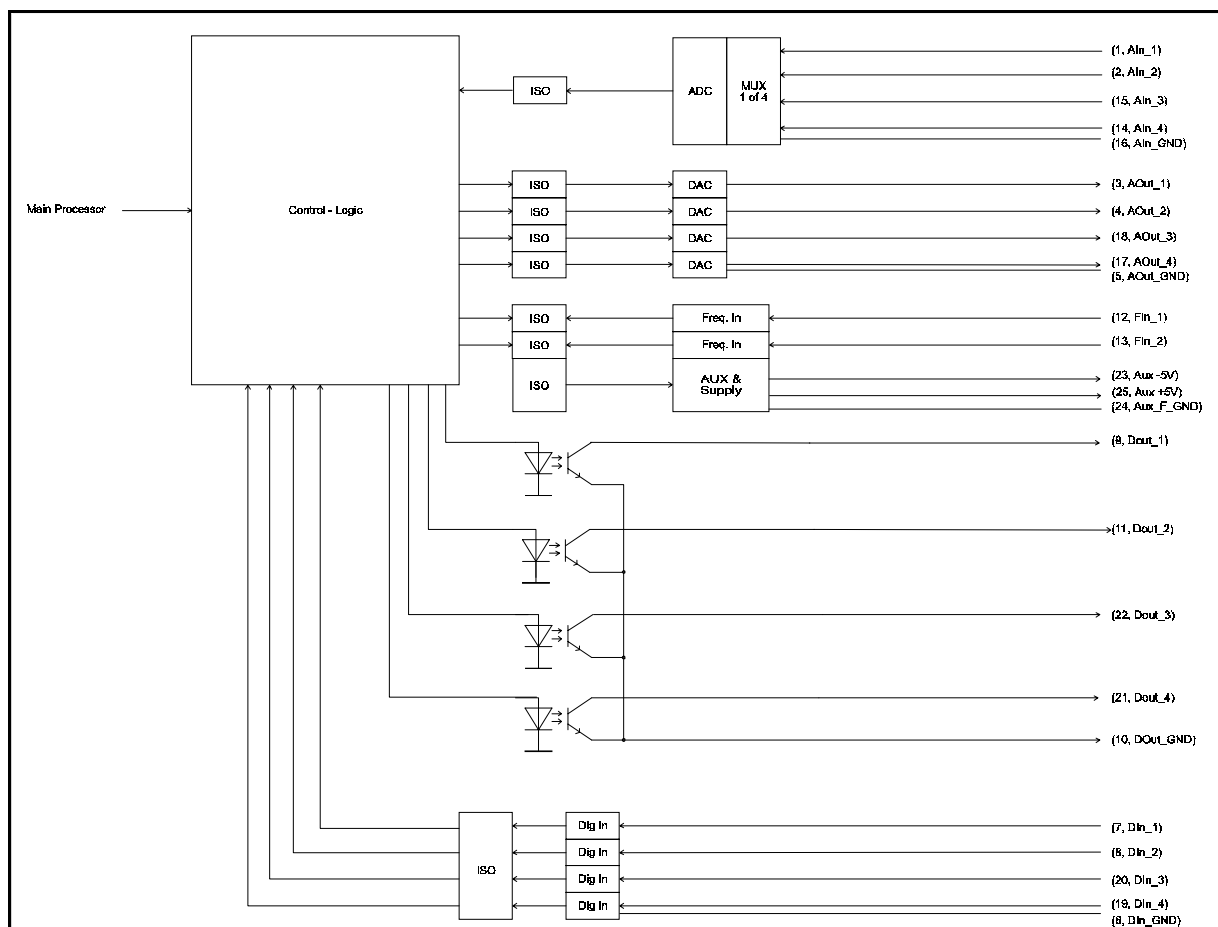 (1, AIn_1)
(2, AIn_2)
(15, AIn_3)
(14, AIn_4)
(16, AIn_GND)
ISO
ADC
MUX
1 of 4
Main Processor
Control - Logic
ISO
DAC
(3, AOut_1)
ISO
DAC
(4, AOut_2)
ISO
DAC
(18, AOut_3)
ISO
DAC
(17, AOut_4)
(5, AOut_GND)
ISO
Freq. In
(12, FIn_1)
ISO
Freq. In
(13, FIn_2)
ISO
AUX &
Supply
(23, Aux -5V)
(25, Aux +5V)
(24, Aux_F_GND)
(9, Dout_1)
(11, Dout_2)
(22, Dout_3)
(21, Dout_4)
(10, DOut_GND)
ISO
Dig In
(7, Din_1)
Dig In
(8, Din_2)
Dig In
(20, Din_3)
Dig In
(19, Din_4)
(6, Din_GND)